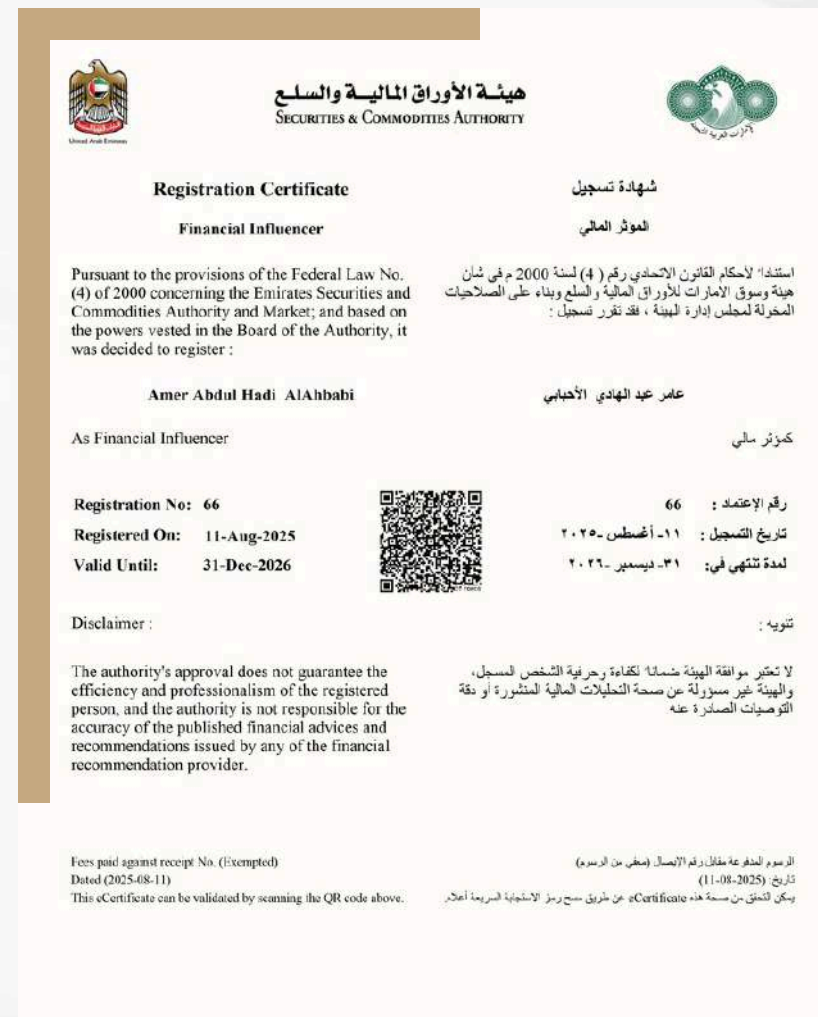 United Arab Emirates
هيئة الأوراق المالية والسلع
SECURITIES & COMMODITIES AUTHORITY
الإمارات العربية المتحدة
Registration Certificate
شهادة تسجيل
Financial Influencer
المؤثر المالي
Pursuant to the provisions of the Federal Law No.
(4) of 2000 concerning the Emirates Securities and
Commodities Authority and Market; and based on
the powers vested in the Board of the Authority, it
was decided to register :
استنادا لأحكام القانون الاتحادي رقم ( 4) لسنة 2000 م في شأن
هيئة وسوق الامارات للأوراق المالية والسلع وبناء على الصلاحيات
المخولة لمجلس إدارة الهيئة ، فقد تقرر تسجيل :
Amer Abdul Hadi AlAhbabi
عامر عبد الهادي الأحبابي
As Financial Influencer
كمؤثر مالي
Registration No: 66
رقم الإعتماد : 66
Registered On: 11-Aug-2025
تاريخ التسجيل : ١١- أغسطس -٢٠٢٥
Valid Until: 31-Dec-2026
لمدة تنتهي في: ٣١- ديسمبر -٢٠٢٦
Disclaimer :
تنويه :
The authority's approval does not guarantee the
efficiency and professionalism of the registered
person, and the authority is not responsible for the
accuracy of the published financial advices and
recommendations issued by any of the financial
recommendation provider.
لا تعتبر موافقة الهيئة ضمانا لكفاءة وحرفية الشخص المسجل،
والهيئة غير مسؤولة عن صحة التحليلات المالية المنشورة أو دقة
التوصيات الصادرة عنه
Fees paid against receipt No. (Exempted)
الرسوم المدفوعة مقابل رقم الايصال (معفي من الرسوم)
Dated (2025-08-11)
تاريخ: (2025-08-11)
This eCertificate can be validated by scanning the QR code above.
يمكن التحقق من صحة هذه eCertificate عن طريق مسح رمز الاستجابة السريعة أعلاه.